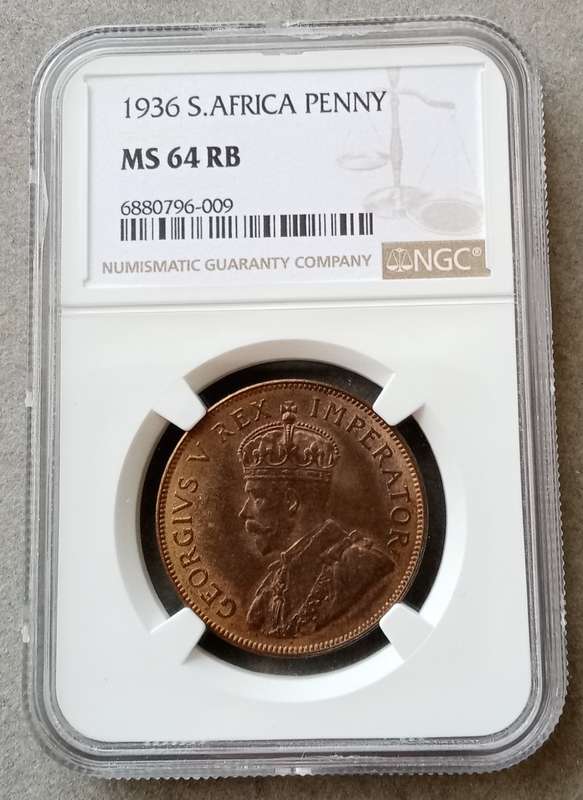 1936 S.AFRICA PENNY
MS 64 RB
6880796-009
NUMISMATIC GUARANTY COMPANY NGC®
GEORGIVS V REX IMPERATOR